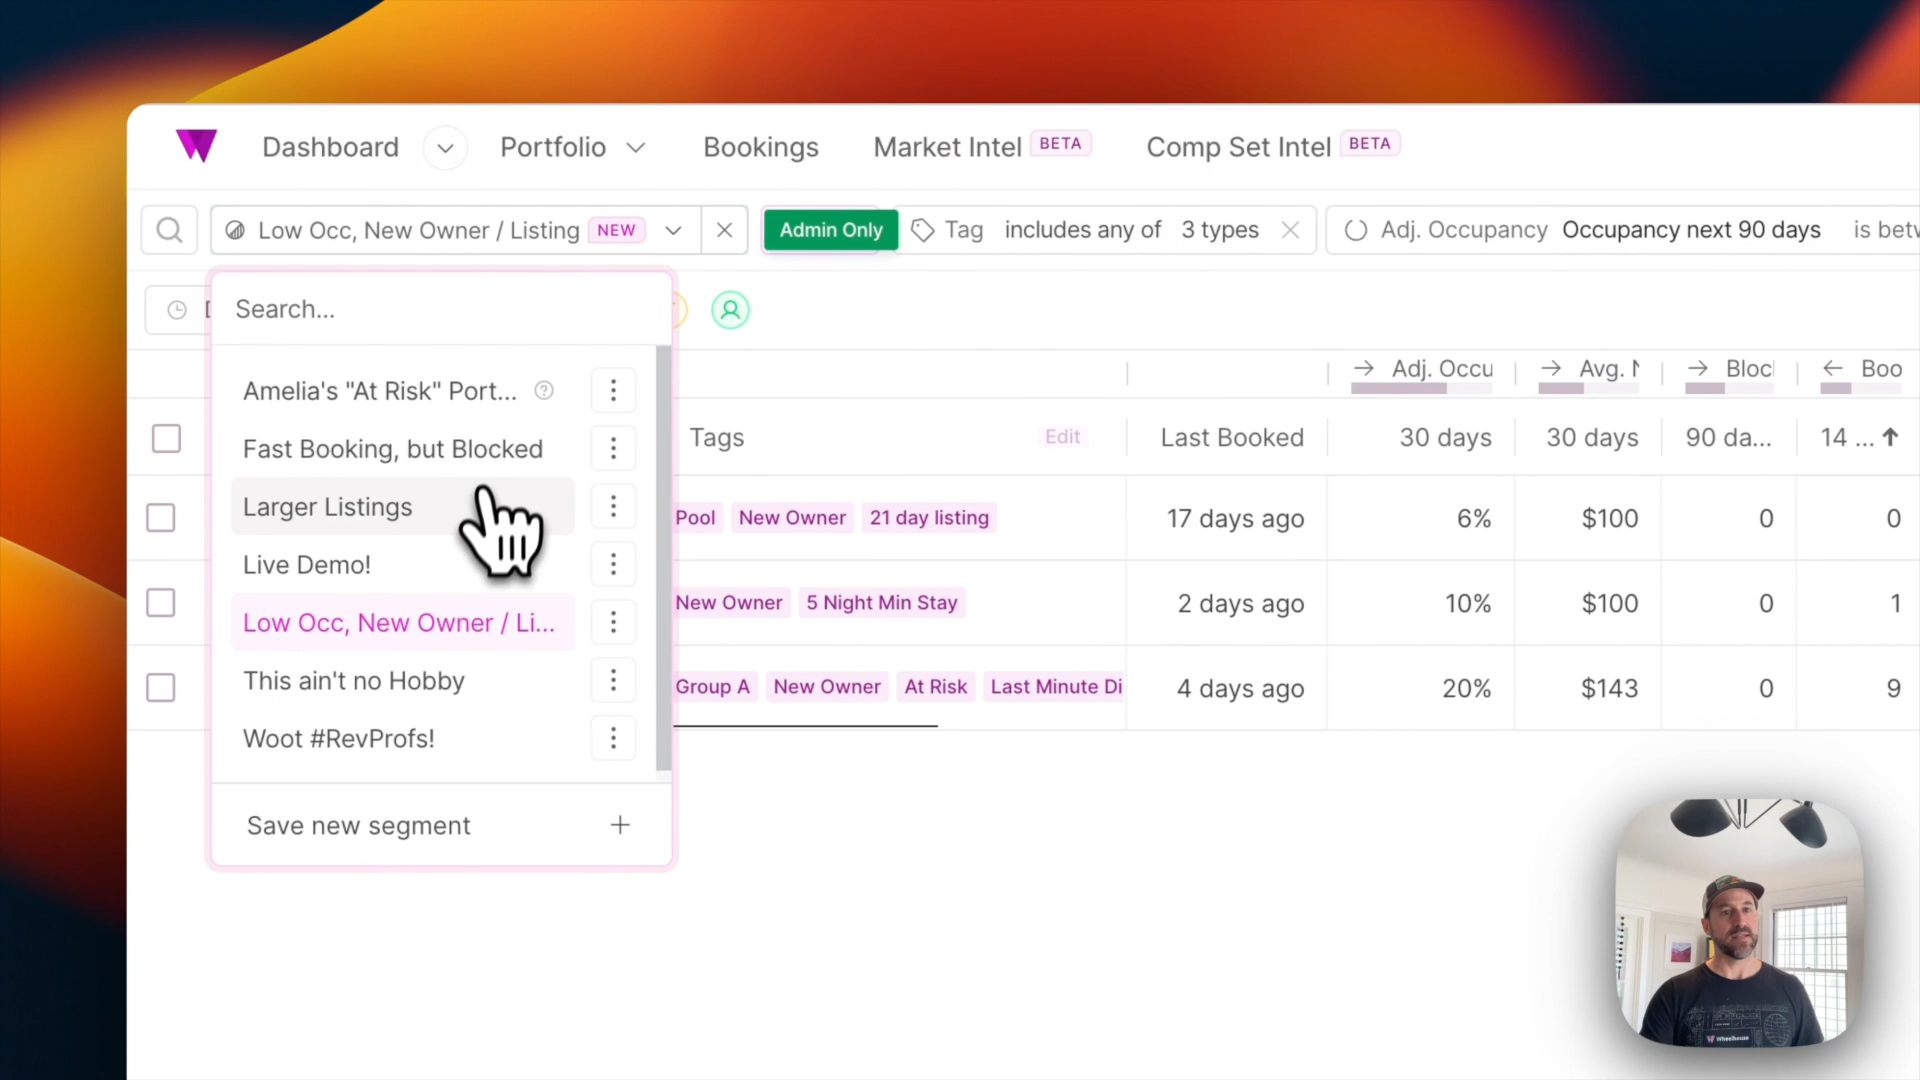 Dashboard
Portfolio
Bookings
Market Intel BETA
Comp Set Intel BETA
Low Occ, New Owner / Listing NEW
Admin Only
Tag includes any of 3 types
Adj. Occupancy Occupancy next 90 days is betw
Search...
Amelia's "At Risk" Port...
Fast Booking, but Blocked
Larger Listings
Live Demo!
Low Occ, New Owner / Li...
This ain't no Hobby
Woot #RevProfs!
Save new segment
Adj. Occu
Avg. N
Bloc
Boo
Tags
Edit
Last Booked
30 days
30 days
90 da...
14 ...
Pool New Owner 21 day listing
17 days ago
6%
$100
0
0
New Owner 5 Night Min Stay
2 days ago
10%
$100
0
1
Group A New Owner At Risk Last Minute Di
4 days ago
20%
$143
0
9
Wheelhouse